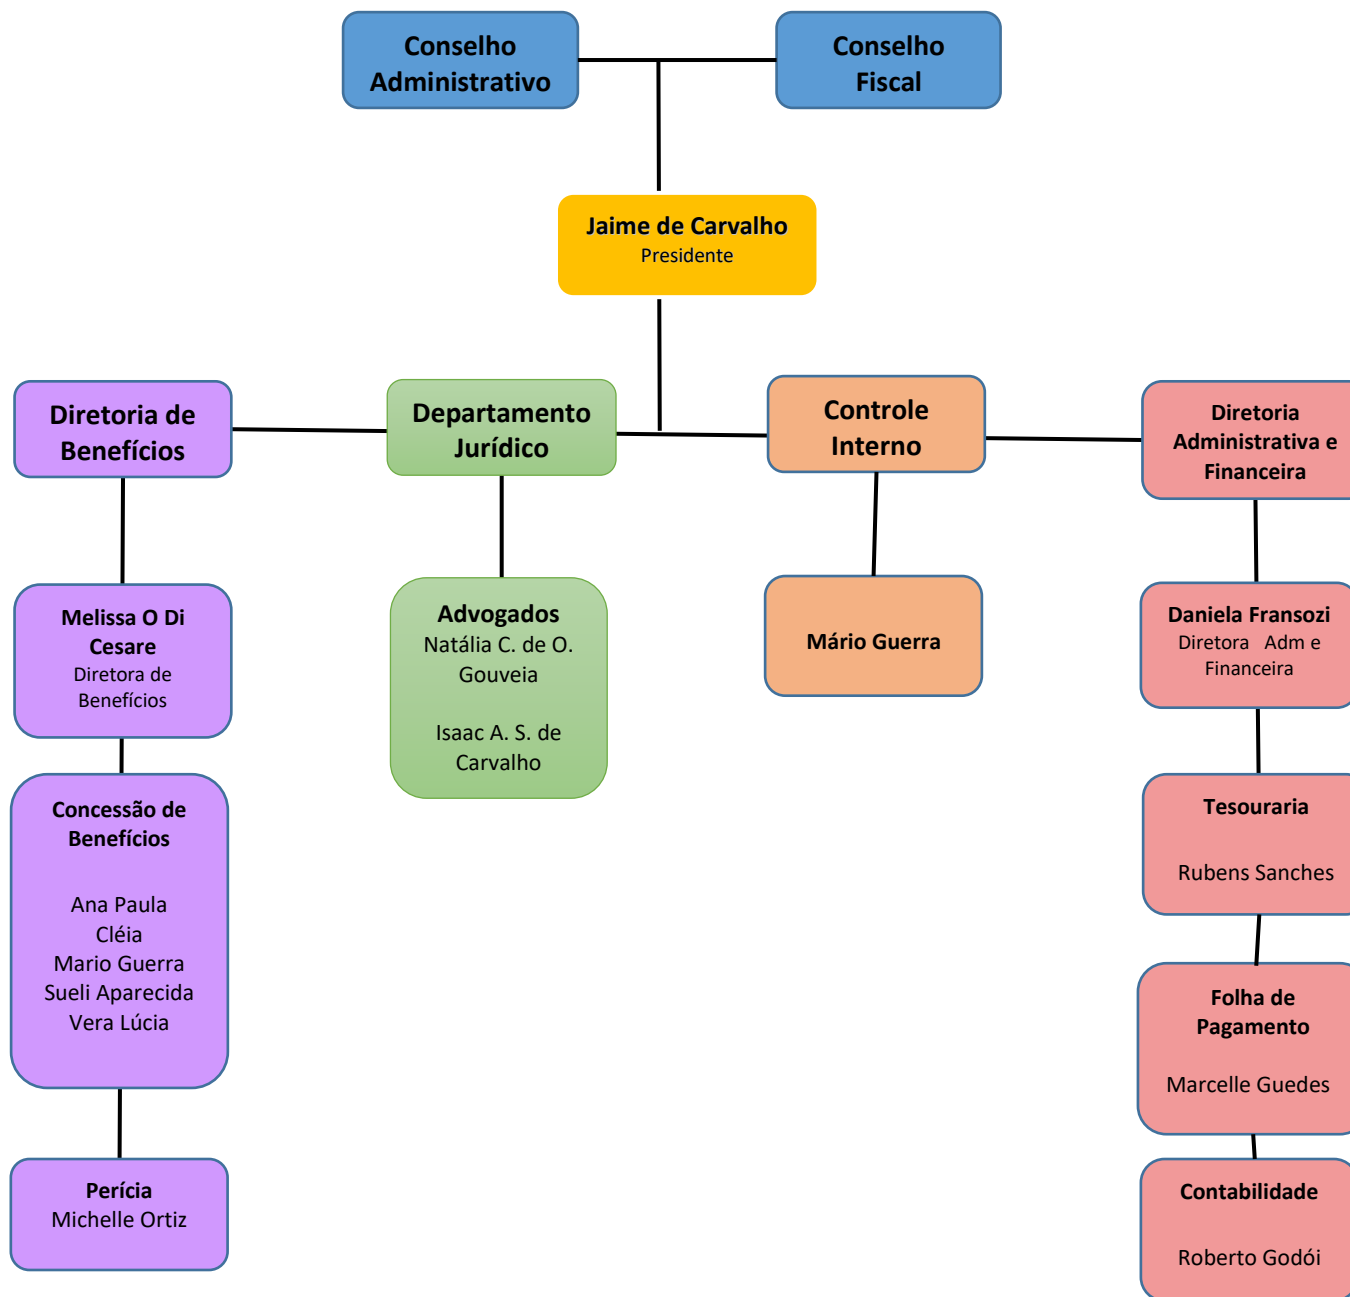 Conselho
Administrativo
Conselho
Fiscal
Jaime de Carvalho
Presidente
Diretoria de
Benefícios
Departamento
Jurídico
Controle
Interno
Diretoria
Administrativa e
Financeira
Melissa O Di
Cesare
Diretora de
Benefícios
Advogados
Natália C. de O.
Gouveia
Isaac A. S. de
Carvalho
Mário Guerra
Daniela Fransozi
Diretora Adm e
Financeira
Concessão de
Benefícios
Ana Paula
Cléia
Mario Guerra
Sueli Aparecida
Vera Lúcia
Tesouraria
Rubens Sanches
Folha de
Pagamento
Marcelle Guedes
Perícia
Michelle Ortiz
Contabilidade
Roberto Godói